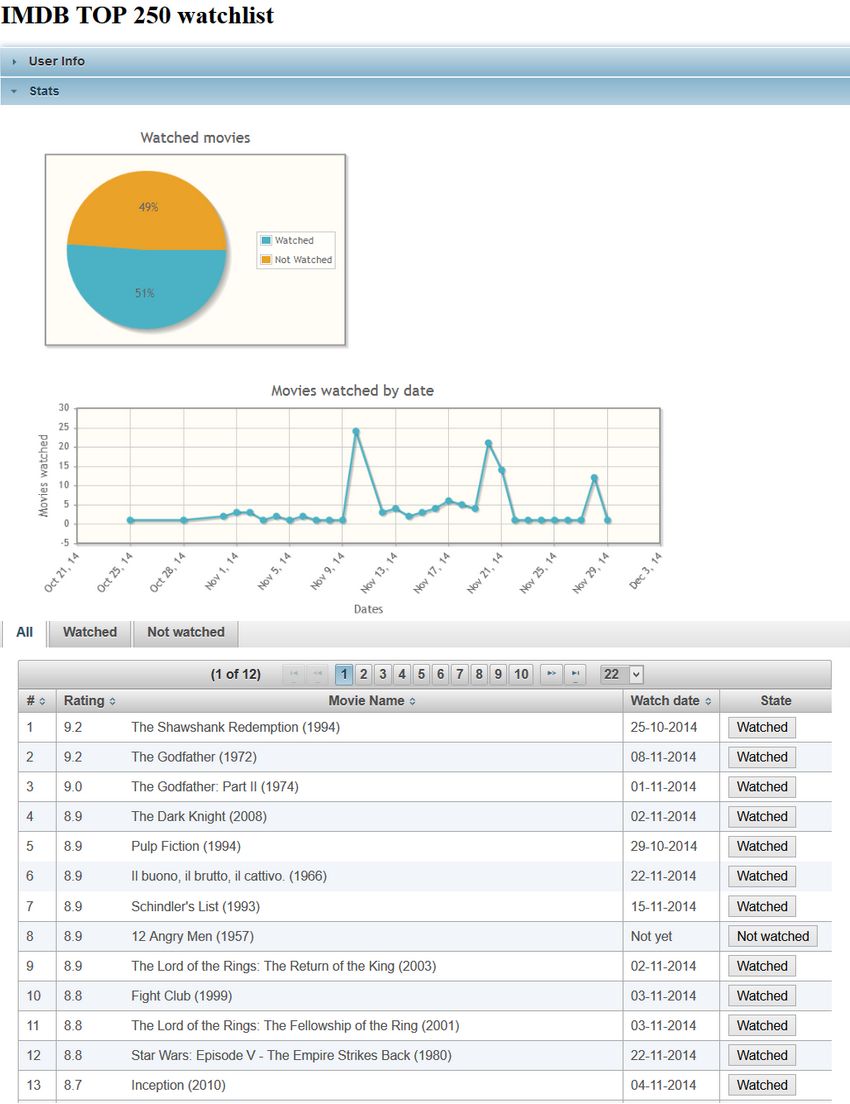 IMDB TOP 250 watchlist
User Info
Stats
Watched movies
49%
51%
Watched
Not Watched
Movies watched by date
Movies watched
30
25
20
15
10
5
0
-5
Oct 21, 14
Oct 25, 14
Oct 28, 14
Nov 1, 14
Nov 5, 14
Nov 9, 14
Nov 13, 14
Nov 17, 14
Nov 21, 14
Nov 25, 14
Nov 29, 14
Dec 3, 14
Dates
All Watched Not watched
(1 of 12) 1 2 3 4 5 6 7 8 9 10 22
# Rating Movie Name Watch date State
1 9.2 The Shawshank Redemption (1994) 25-10-2014 Watched
2 9.2 The Godfather (1972) 08-11-2014 Watched
3 9.0 The Godfather: Part II (1974) 01-11-2014 Watched
4 8.9 The Dark Knight (2008) 02-11-2014 Watched
5 8.9 Pulp Fiction (1994) 29-10-2014 Watched
6 8.9 Il buono, il brutto, il cattivo. (1966) 22-11-2014 Watched
7 8.9 Schindler's List (1993) 15-11-2014 Watched
8 8.9 12 Angry Men (1957) Not yet Not watched
9 8.9 The Lord of the Rings: The Return of the King (2003) 02-11-2014 Watched
10 8.8 Fight Club (1999) 03-11-2014 Watched
11 8.8 The Lord of the Rings: The Fellowship of the Ring (2001) 03-11-2014 Watched
12 8.8 Star Wars: Episode V - The Empire Strikes Back (1980) 22-11-2014 Watched
13 8.7 Inception (2010) 04-11-2014 Watched